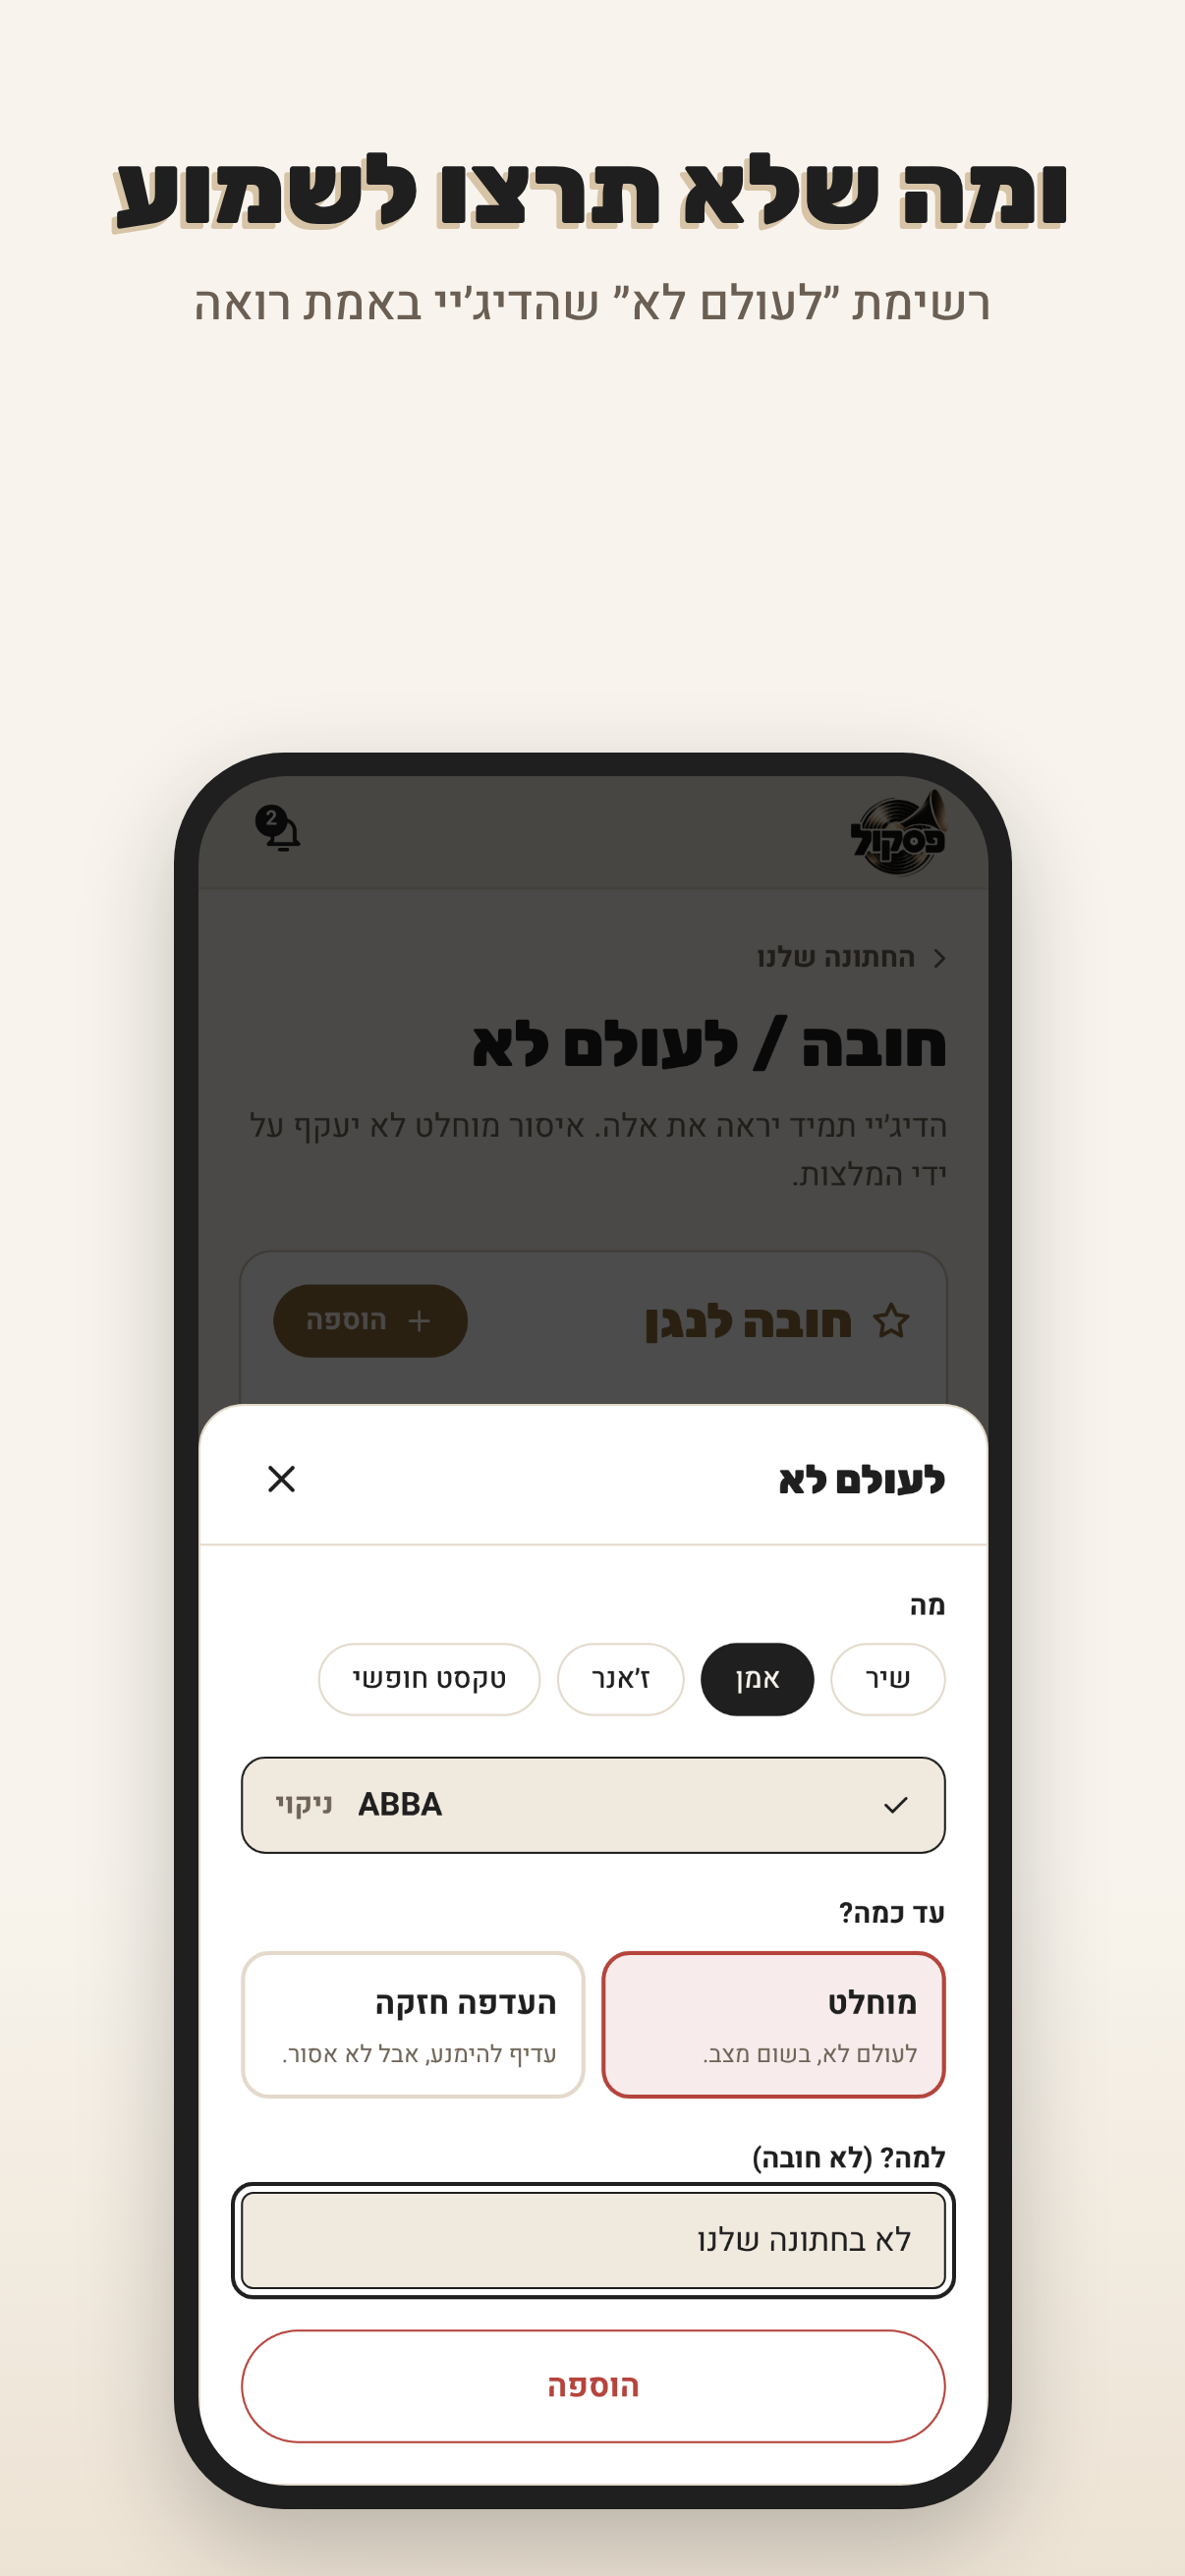 ומה שלא תרצו לשמוע
רשימת ״לעולם לא״ שהדיג׳יי באמת רואה
פסקול
2
החתונה שלנו
חובה / לעולם לא
הדיג׳יי תמיד יראה את אלה. איסור מוחלט לא יעקף על
ידי המלצות.
חובה לנגן
הוספה
לעולם לא
מה
שיר
אמן
ז׳אנר
טקסט חופשי
ABBA
ניקוי
עד כמה?
מוחלט
לעולם לא, בשום מצב.
העדפה חזקה
עדיף להימנע, אבל לא אסור.
למה? (לא חובה)
לא בחתונה שלנו
הוספה